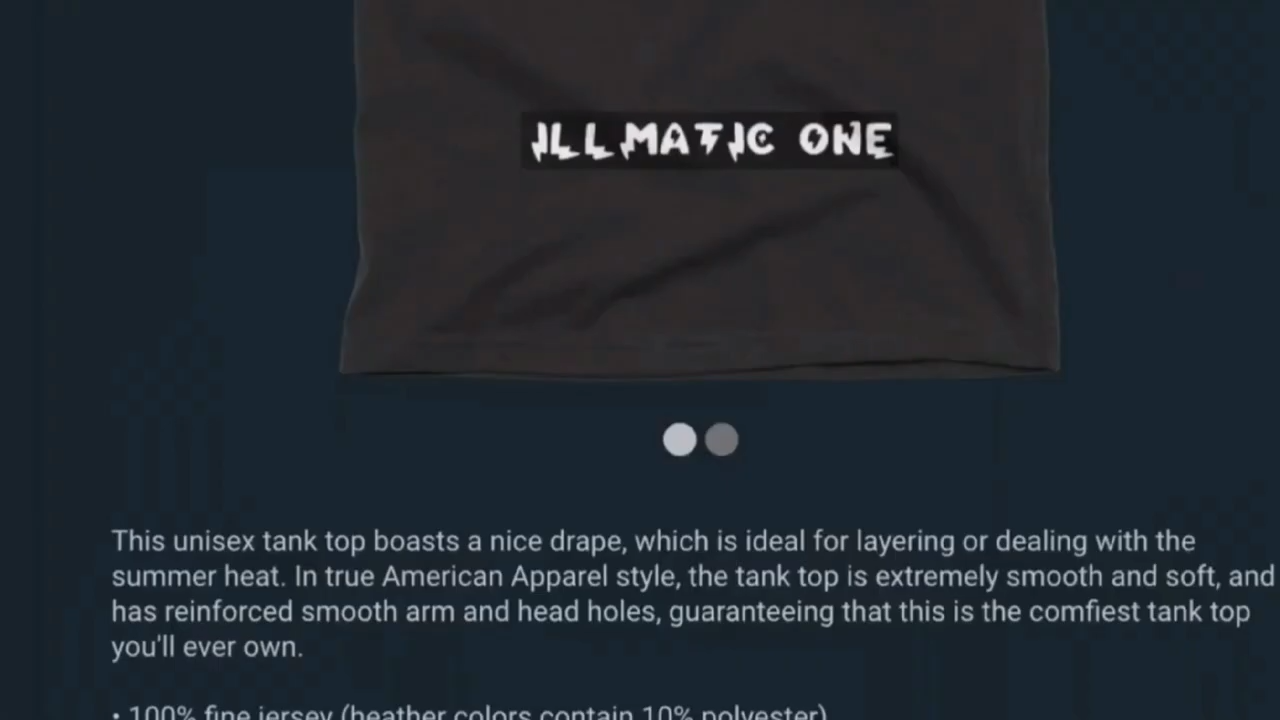 ILLMATIC ONE
This unisex tank top boasts a nice drape, which is ideal for layering or dealing with the
summer heat. In true American Apparel style, the tank top is extremely smooth and soft, and
has reinforced smooth arm and head holes, guaranteeing that this is the comfiest tank top
you'll ever own.
• 100% fine jersey (heather colors contain 10% polyester)